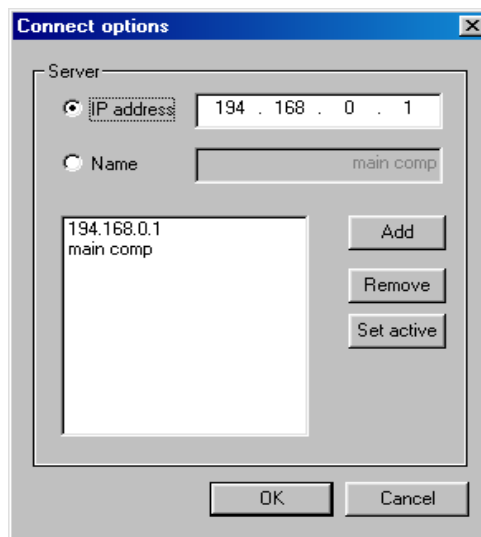 Connect options
Server
IP address 194 . 168 . 0 . 1
Name main comp
194.168.0.1
main comp
Add
Remove
Set active
OK Cancel